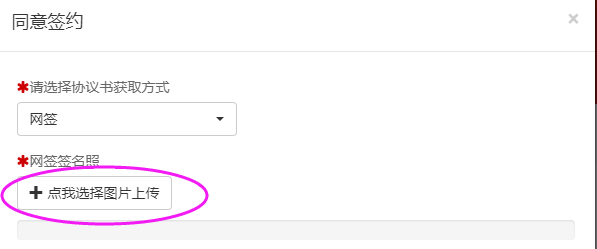 同意签约
×
✱请选择协议书获取方式
网签
✱网签签名照
+ 点我选择图片上传